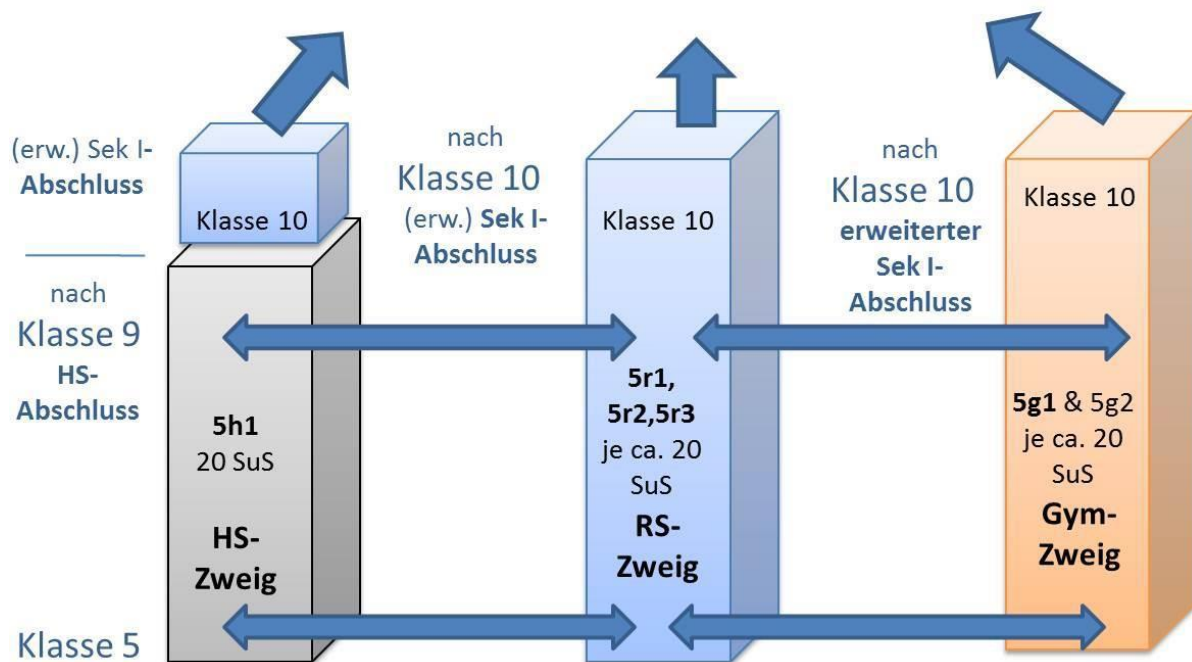 (erw.) Sek I-
Abschluss
nach
Klasse 9
HS-
Abschluss
Klasse 5
Klasse 10
5h1
20 SuS
HS-
Zweig
nach
Klasse 10
(erw.) Sek I-
Abschluss
Klasse 10
5r1,
5r2,5r3
je ca. 20
SuS
RS-
Zweig
nach
Klasse 10
erweiterter
Sek I-
Abschluss
Klasse 10
5g1 & 5g2
je ca. 20
SuS
Gym-
Zweig